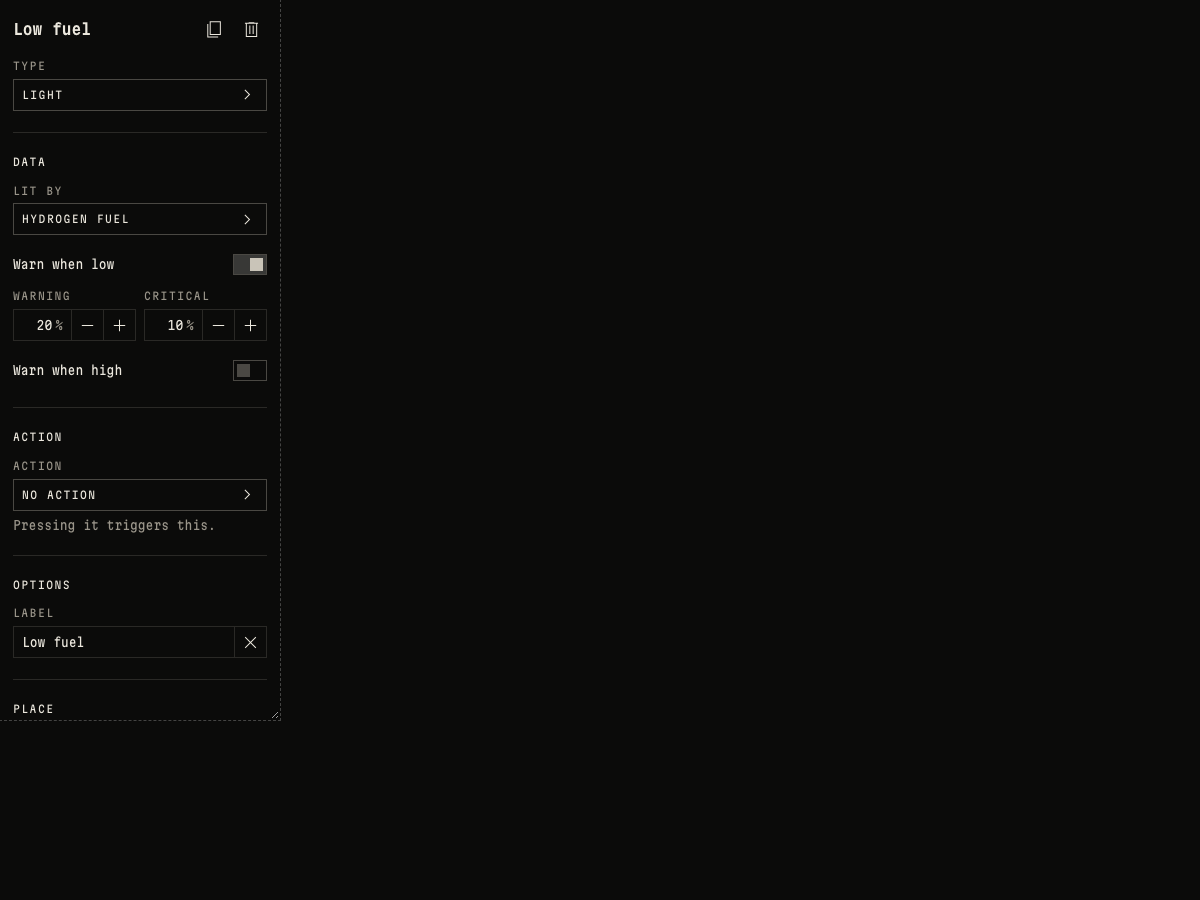 Low fuel
TYPE
LIGHT
DATA
LIT BY
HYDROGEN FUEL
Warn when low
WARNING CRITICAL
20% 10%
Warn when high
ACTION
ACTION
NO ACTION
Pressing it triggers this.
OPTIONS
LABEL
Low fuel
PLACE